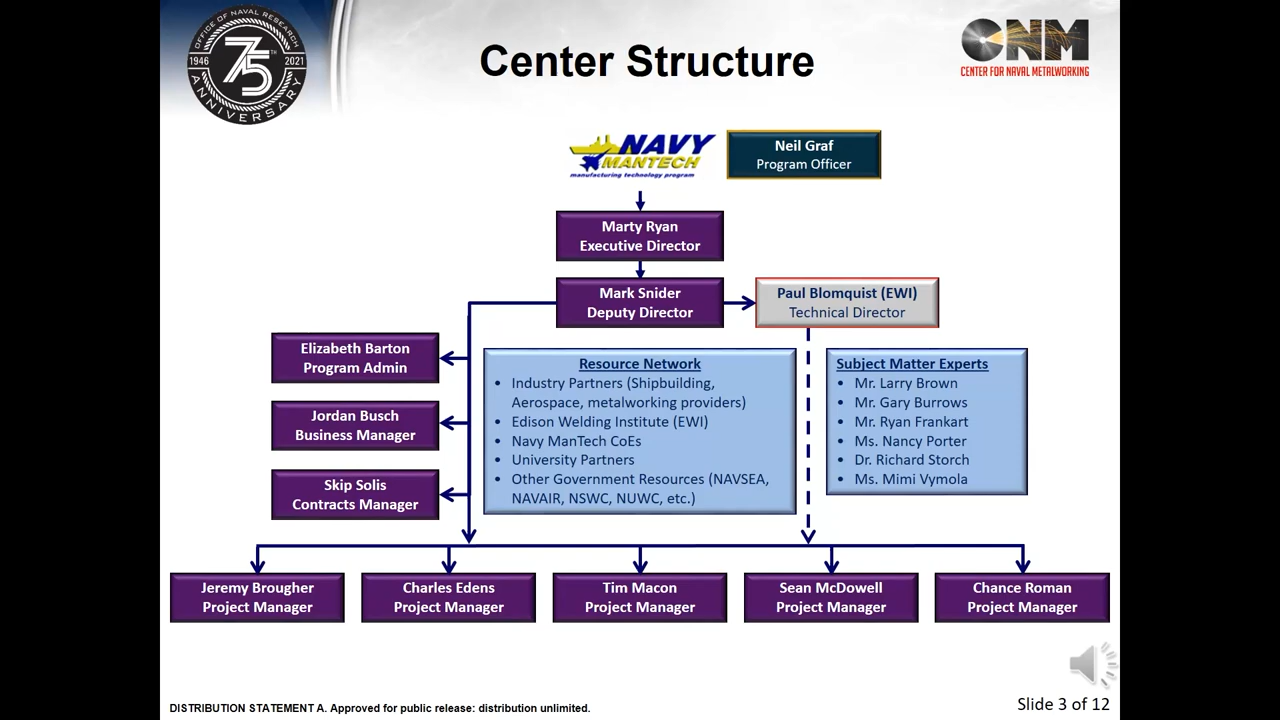 OFFICE OF NAVAL RESEARCH
1946 75TH 2021
ANNIVERSARY
Center Structure
CNM
CENTER FOR NAVAL METALWORKING
NAVY
MANTECH
manufacturing technology program
Neil Graf
Program Officer
Marty Ryan
Executive Director
Mark Snider
Deputy Director
Paul Blomquist (EWI)
Technical Director
Elizabeth Barton
Program Admin
Jordan Busch
Business Manager
Skip Solis
Contracts Manager
Resource Network
• Industry Partners (Shipbuilding,
Aerospace, metalworking providers)
• Edison Welding Institute (EWI)
• Navy ManTech CoEs
• University Partners
• Other Government Resources (NAVSEA,
NAVAIR, NSWC, NUWC, etc.)
Subject Matter Experts
• Mr. Larry Brown
• Mr. Gary Burrows
• Mr. Ryan Frankart
• Ms. Nancy Porter
• Dr. Richard Storch
• Ms. Mimi Vymola
Jeremy Brougher
Project Manager
Charles Edens
Project Manager
Tim Macon
Project Manager
Sean McDowell
Project Manager
Chance Roman
Project Manager
DISTRIBUTION STATEMENT A. Approved for public release: distribution unlimited.
Slide 3 of 12